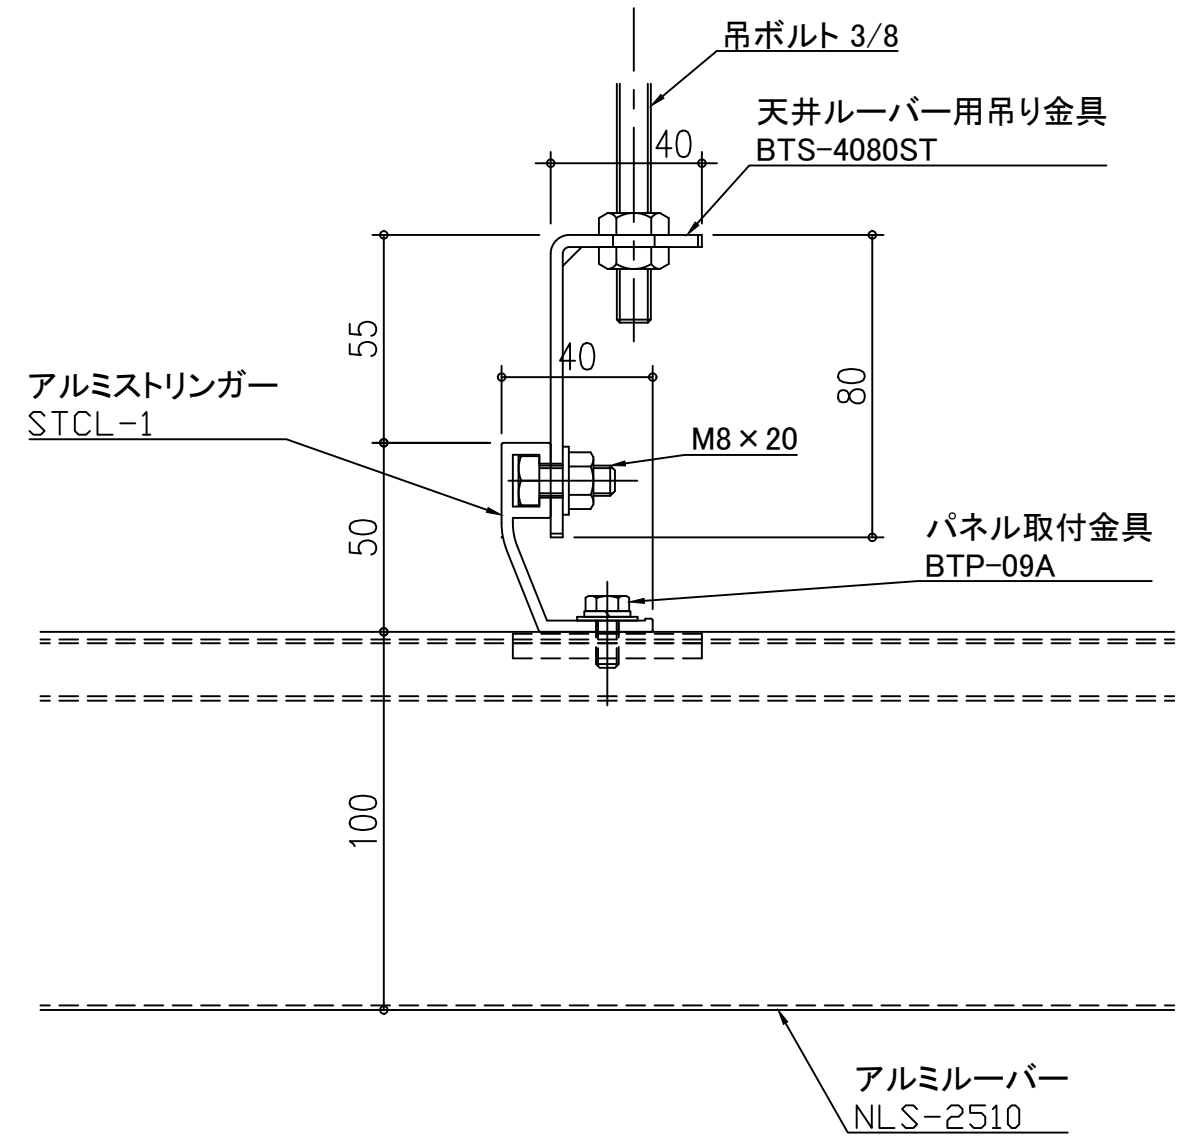 吊ボルト 3/8
天井ルーバー用吊り金具
BTS-4080ST
40
55
40
80
アルミストリンガー
STCL-1
M8×20
50
パネル取付金具
BTP-09A
100
アルミルーバー
NLS-2510